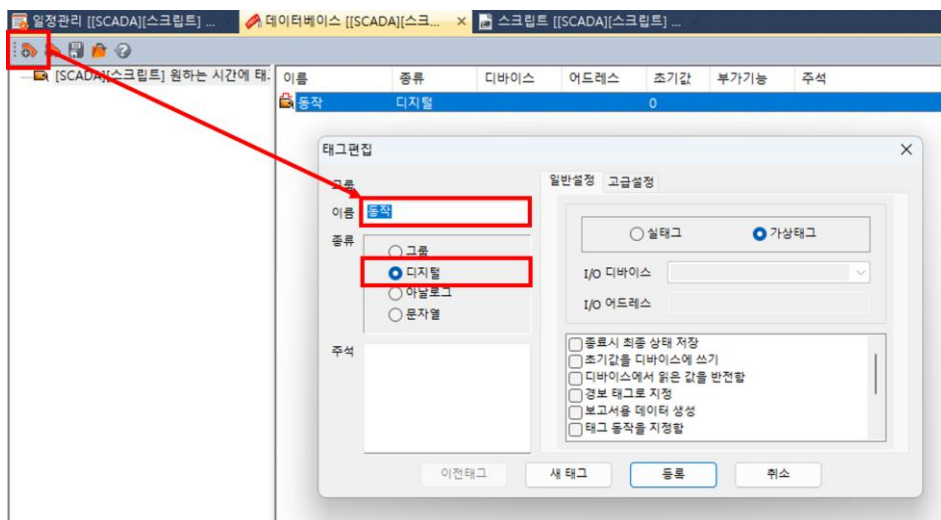 일정관리 [[SCADA][스크립트] ... 데이터베이스 [[SCADA][스크... × 스크립트 [[SCADA][스크립트] ...
[SCADA][스크립트] 원하는 시간에 태.
이름 종류 디바이스 어드레스 초기값 부가기능 주석
동작 디지털 0
태그편집
그룹
일반설정 고급설정
이름 동작
실태그 가상태그
종류
그룹
디지털
아날로그
문자열
I/O 디바이스
I/O 어드레스
주석
종료시 최종 상태 저장
초기값을 디바이스에 쓰기
디바이스에서 읽은 값을 반전함
경보 태그로 지정
보고서용 데이터 생성
태그 동작을 지정함
이전태그 새 태그 등록 취소